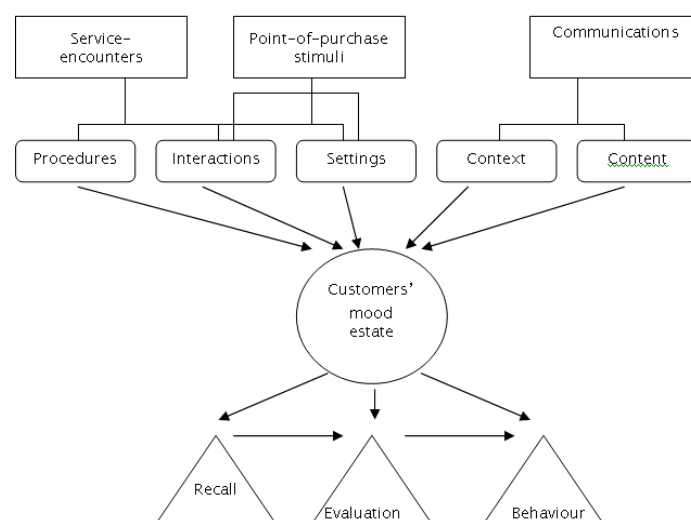 Service-
encounters
Point-of-purchase
stimuli
Communications
Procedures
Interactions
Settings
Context
Content
Customers’
mood
estate
Recall
Evaluation
Behaviour